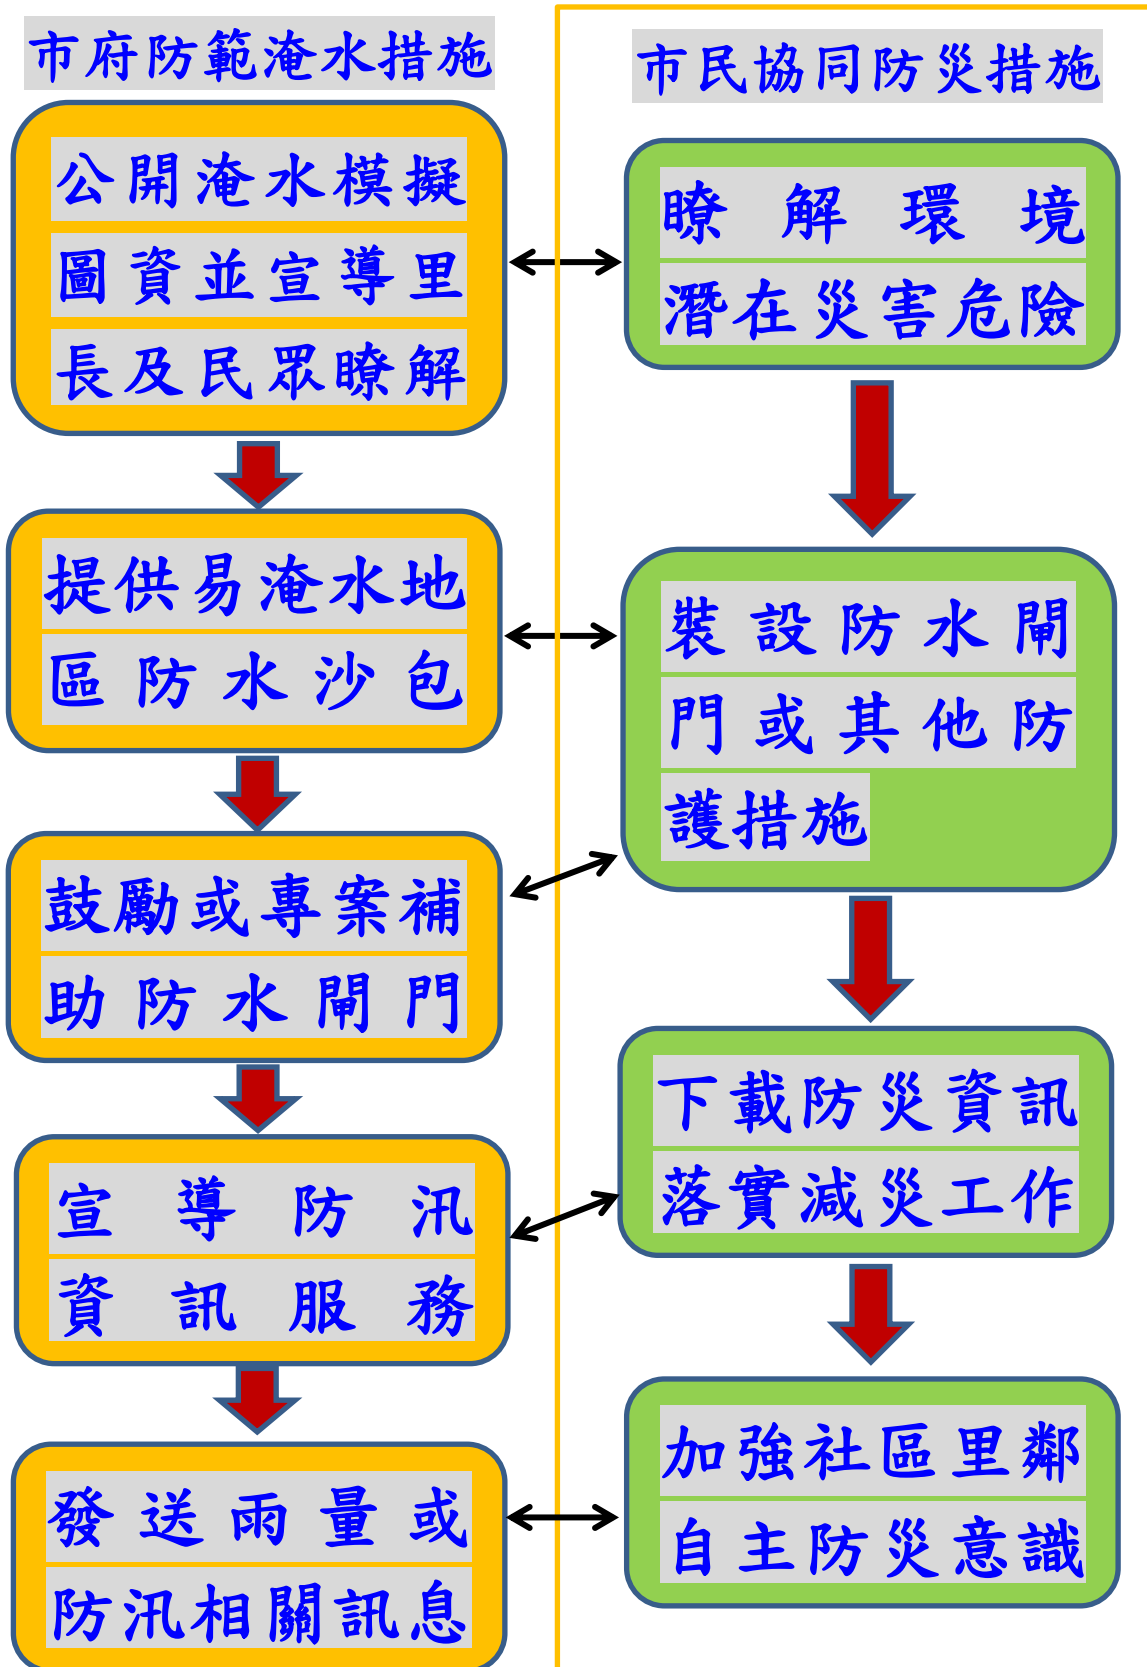 市府防範淹水措施
公開淹水模擬
圖資並宣導里
長及民眾瞭解
提供易淹水地
區防水沙包
鼓勵或專案補
助防水閘門
宣導防汛
資訊服務
發送雨量或
防汛相關訊息
市民協同防災措施
瞭解環境
潛在災害危險
裝設防水閘
門或其他防
護措施
下載防災資訊
落實減災工作
加強社區里鄰
自主防災意識